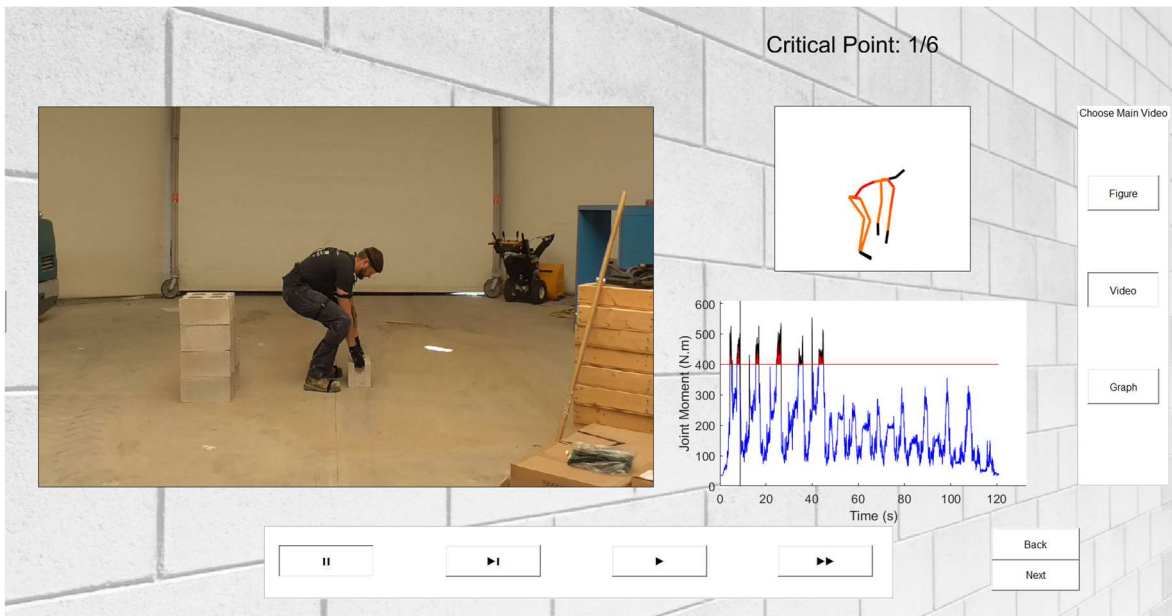 Critical Point: 1/6
Choose Main Video
Figure
Video
Graph
Joint Moment (N.m)
600
500
400
300
200
100
0
0 20 40 60 80 100 120
Time (s)
Back
Next